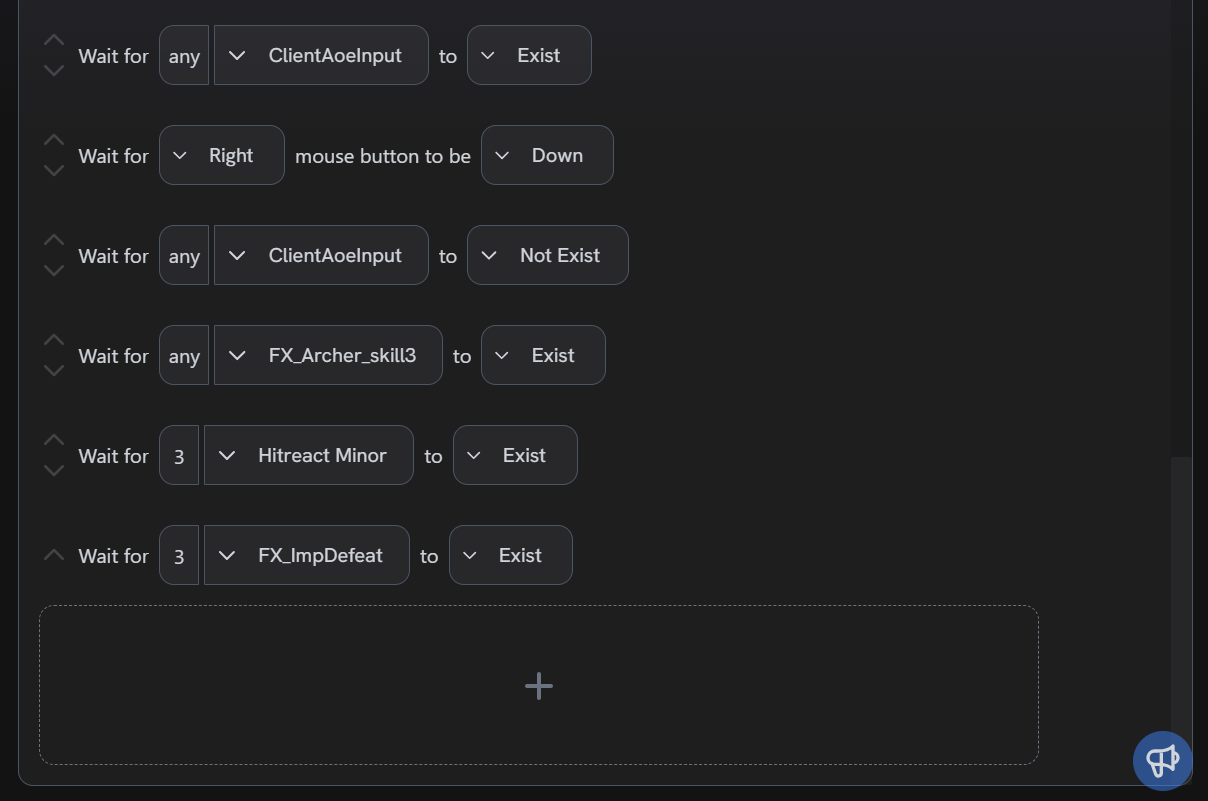 Wait for any ClientAoeInput to Exist
Wait for Right mouse button to be Down
Wait for any ClientAoeInput to Not Exist
Wait for any FX_Archer_skill3 to Exist
Wait for 3 Hitreact Minor to Exist
Wait for 3 FX_ImpDefeat to Exist